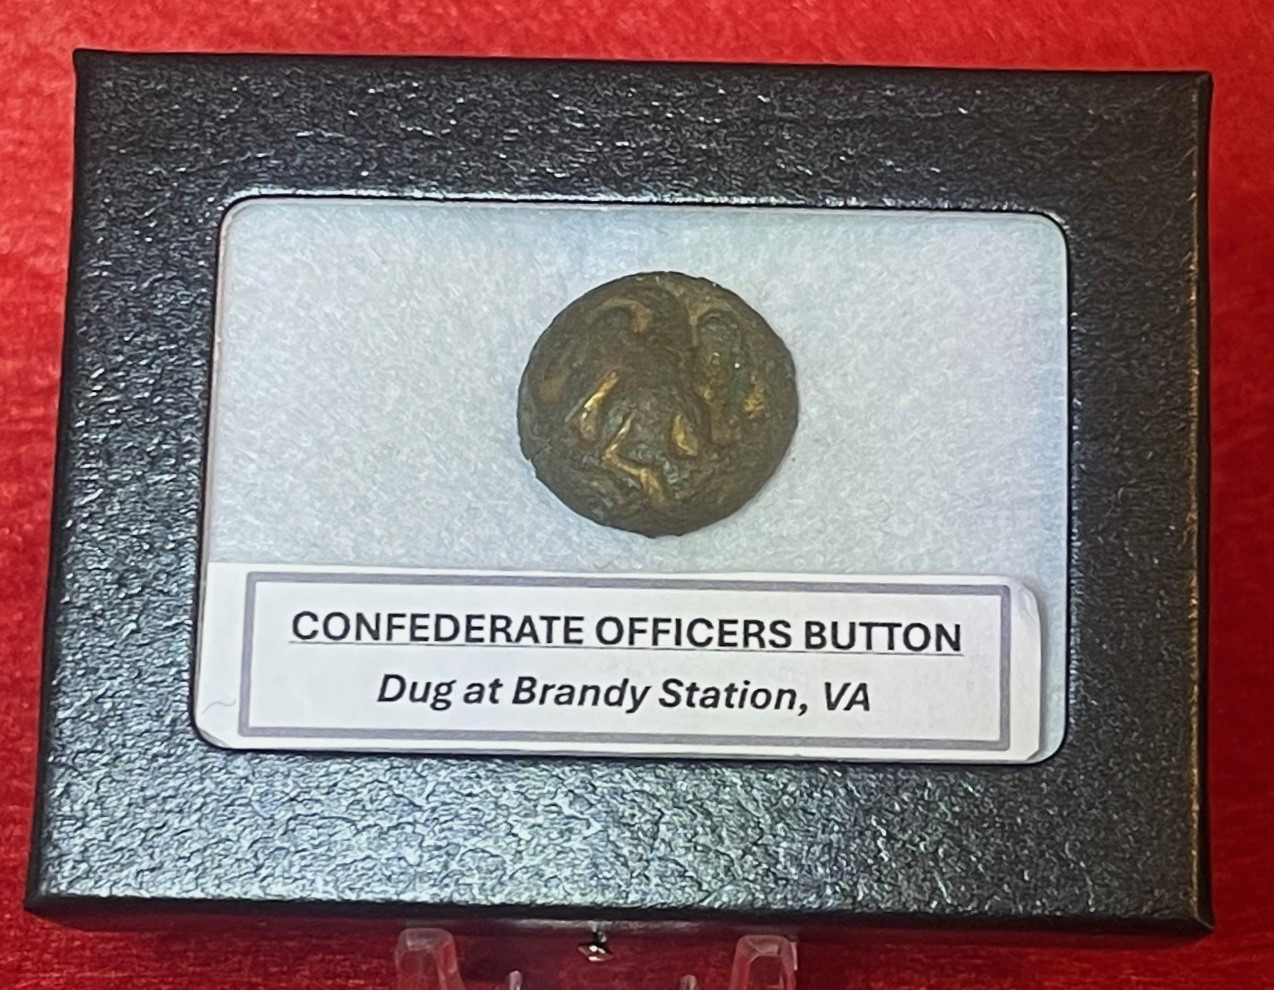 CONFEDERATE OFFICERS BUTTON
Dug at Brandy Station, VA